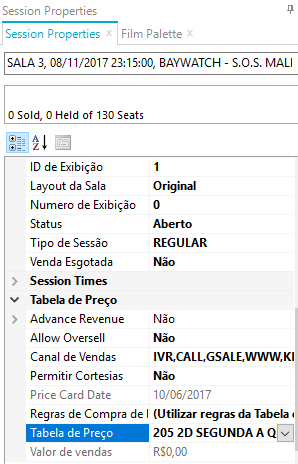 Session Properties
Session Properties × Film Palette ×
SALA 3, 08/11/2017 23:15:00, BAYWATCH - S.O.S. MALI
0 Sold, 0 Held of 130 Seats
ID de Exibição 1
Layout da Sala Original
Numero de Exibição 0
Status Aberto
Tipo de Sessão REGULAR
Venda Esgotada Não
Session Times
Tabela de Preço
Advance Revenue Não
Allow Oversell Não
Canal de Vendas IVR,CALL,GSALE,WWW,KI
Permitir Cortesias Não
Price Card Date 10/06/2017
Regras de Compra de I (Utilizar regras da Tabela d
Tabela de Preço 205 2D SEGUNDA A Q
Valor de vendas R$0,00